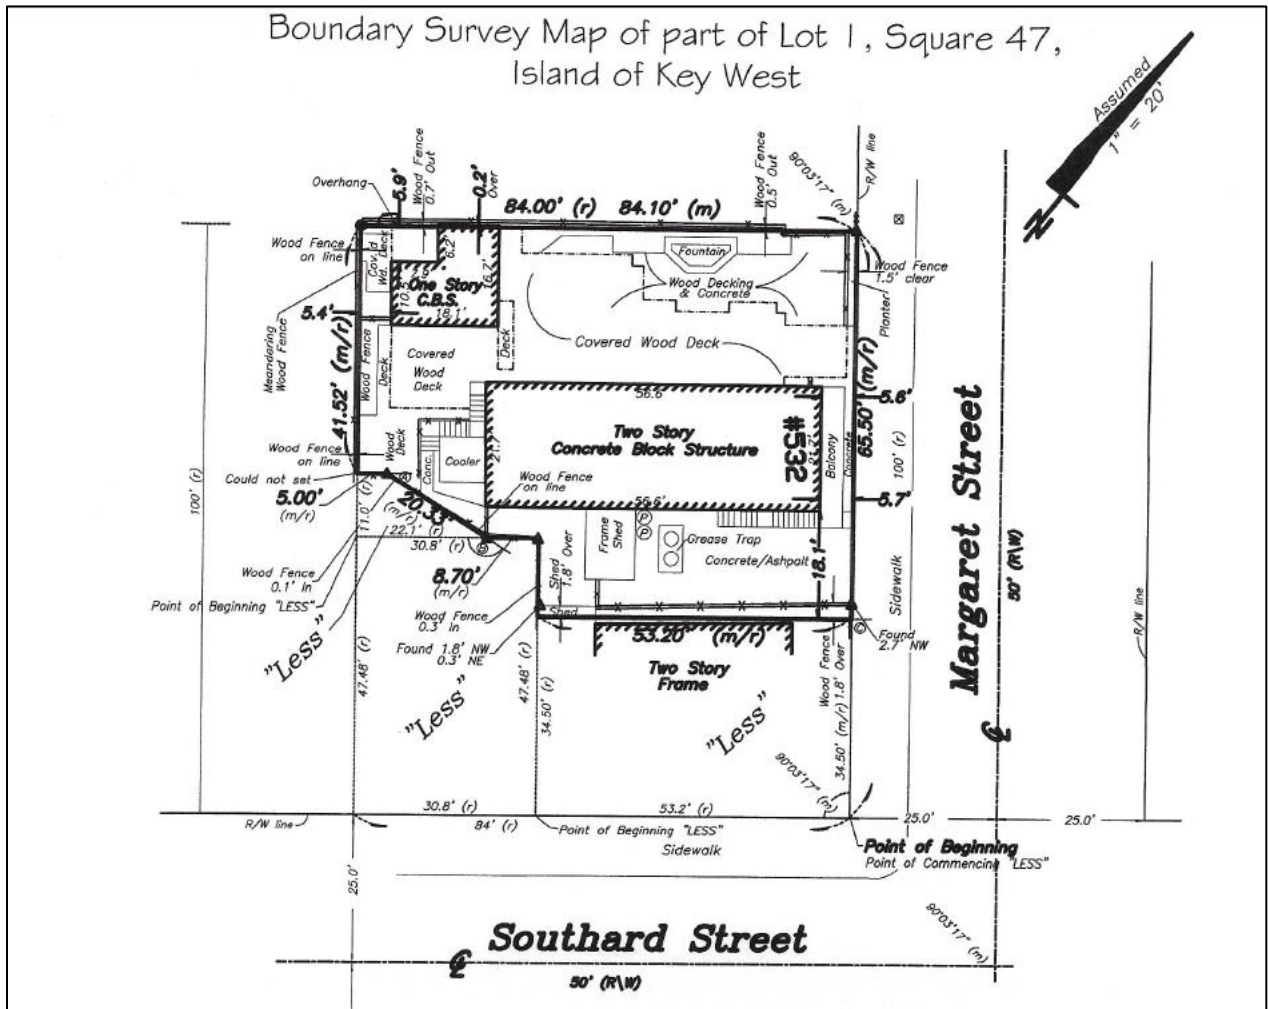 Boundary Survey Map of part of Lot 1, Square 47,
Island of Key West
Assumed
1" = 20'
N
R/W line
90°03'17" (m)
Wood Fence
0.5' Out
Wood Fence
0.7' Out
0.2'
Over
5.9'
Overhang
84.00' (r) 84.10' (m)
Wood Fence
on line
Cov'd
Wd. Deck
6.2'
7.5'
16.7'
10.5'
One Story
C.B.S.
18.1'
Fountain
Wood Decking
& Concrete
Wood Fence
1.5' clear
Planter
5.4'
Meandering
Wood Fence
Wood Fence
Deck
Covered
Wood
Deck
Deck
Covered Wood Deck
41.52' (m/r)
65.50' (m/r)
100' (r)
5.6'
56.6'
Two Story
Concrete Block Structure
#532
21.7'
21.7'
Balcony
Concrete
Wood Fence
on line
Wood
Deck
Conc.
Cooler
Could not set
Wood Fence
on line
5.00'
(m/r)
56.6'
5.7'
100' (r)
11.0' (r)
20.33'
(m/r)
22.1' (r)
30.8' (r)
P
P
Frame
Shed
Grease Trap
Concrete/Ashpalt
18.1'
Shed
1.8' Over
8.70'
(m/r)
Wood Fence
0.1' In
Point of Beginning "LESS"
Wood Fence
0.3' In
Shed
Found 1.8' NW
0.3' NE
53.20' (m/r)
Found
2.7' NW
Sidewalk
Margaret Street
50' (R\W)
R/W line
Two Story
Frame
Wood Fence
1.8' Over
"Less"
"Less"
"Less"
47.48' (r)
47.48' (r)
34.50' (r)
34.50' (m/r)
90°03'17" (m)
30.8' (r)
53.2' (r)
R/W line
84' (r)
Point of Beginning "LESS"
25.0'
25.0'
Sidewalk
Point of Beginning
Point of Commencing "LESS"
25.0'
90°03'17" (m)
Southard Street
50' (R\W)